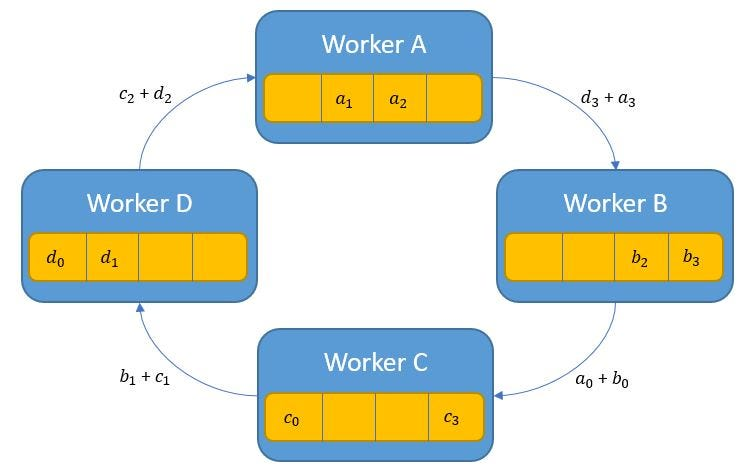 Worker A
a₁ a₂
c₂ + d₂
d₃ + a₃
Worker D
d₀ d₁
Worker B
b₂ b₃
Worker C
c₀ c₃
b₁ + c₁
a₀ + b₀